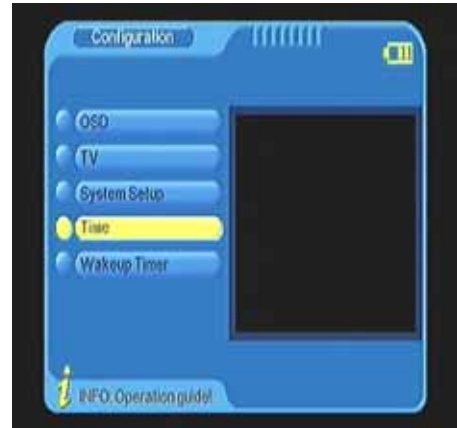 Configuration
OSD
TV
System Setup
Time
Wakeup Timer
INFO: Operation guide!